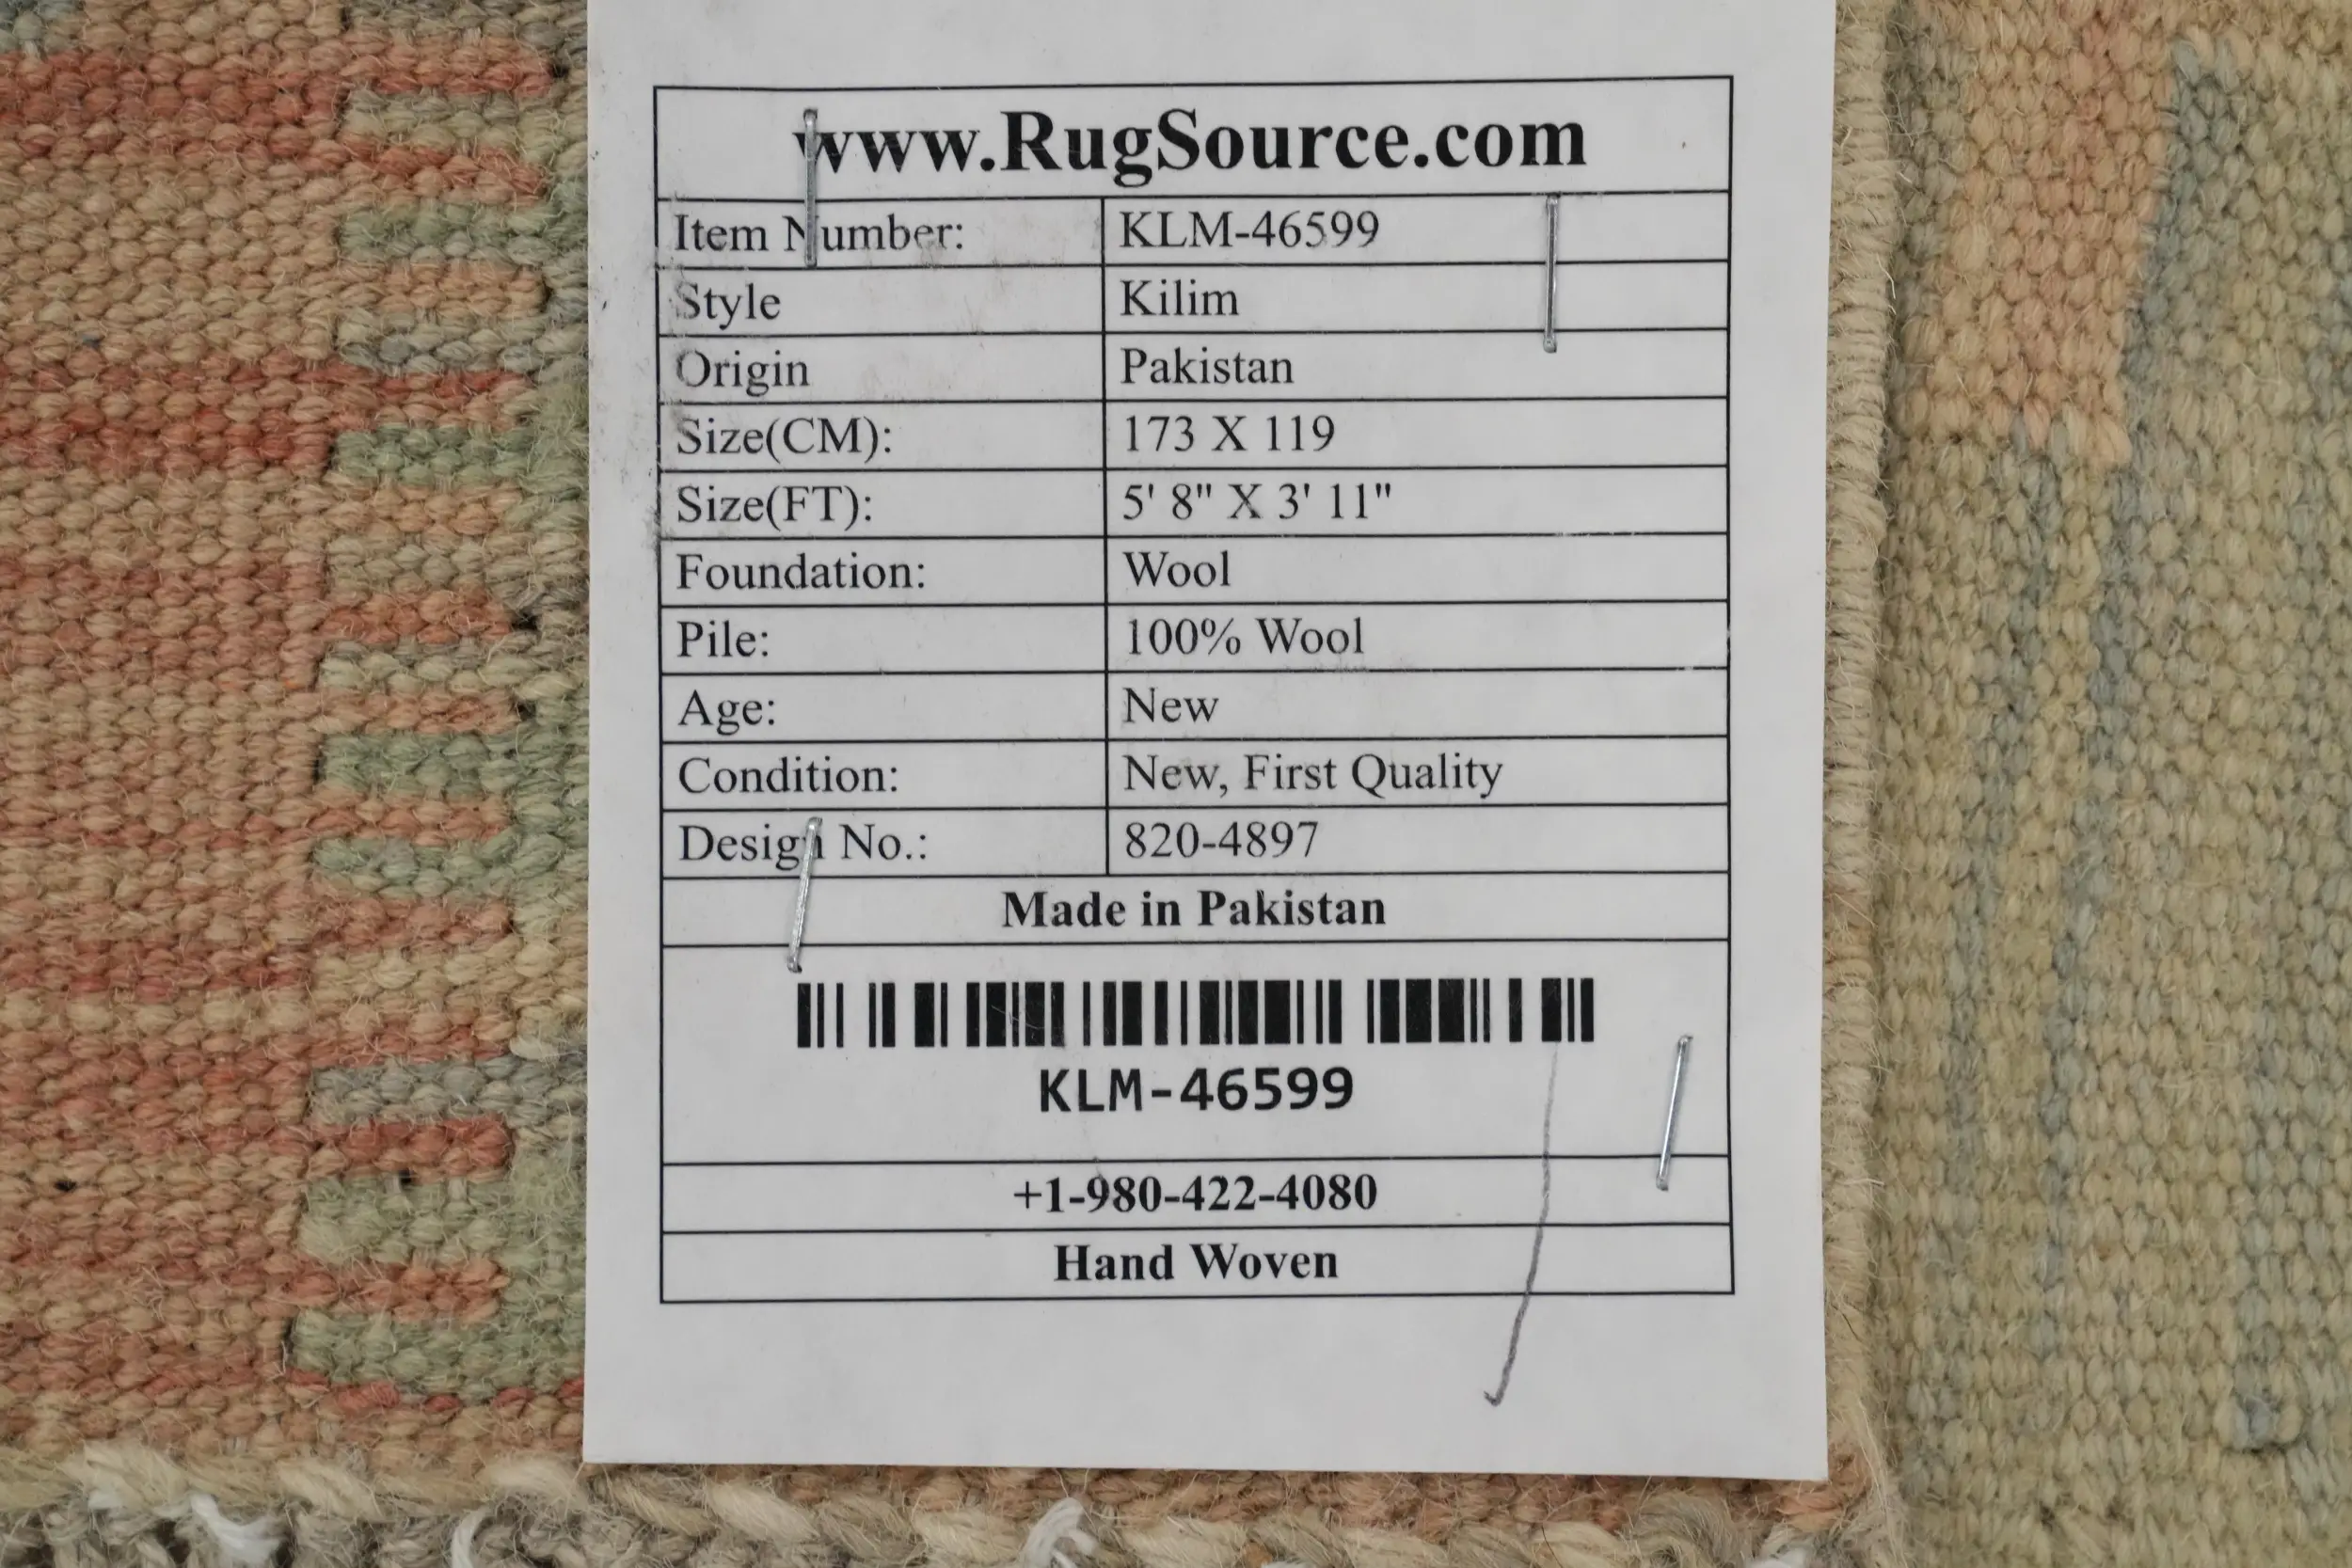 www.RugSource.com
Item Number: KLM-46599
Style Kilim
Origin Pakistan
Size(CM): 173 X 119
Size(FT): 5' 8" X 3' 11"
Foundation: Wool
Pile: 100% Wool
Age: New
Condition: New, First Quality
Design No.: 820-4897
Made in Pakistan
KLM-46599
+1-980-422-4080
Hand Woven